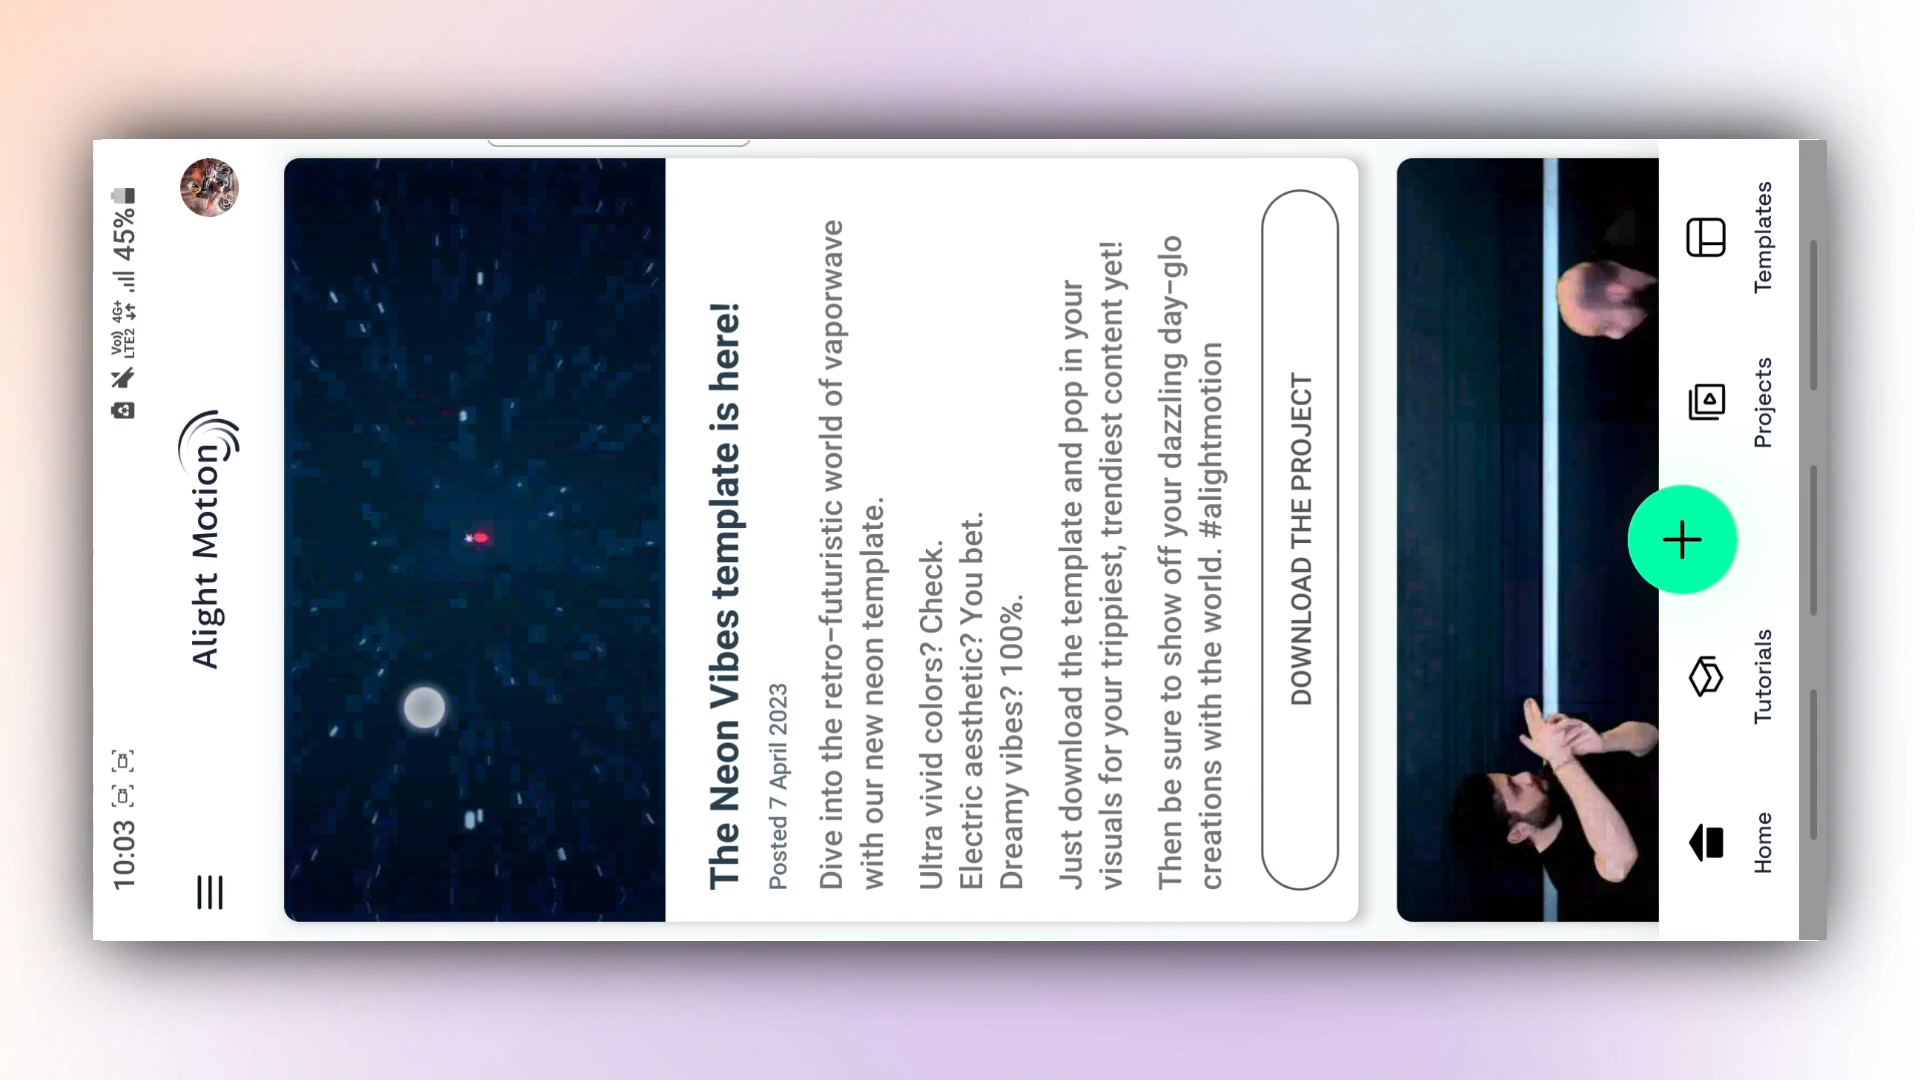 10:03
Vo)) 4G+ 45%
LTE2
Alight Motion
The Neon Vibes template is here!
Posted 7 April 2023
Dive into the retro-futuristic world of vaporwave
with our new neon template.
Ultra vivid colors? Check.
Electric aesthetic? You bet.
Dreamy vibes? 100%.
Just download the template and pop in your
visuals for your trippiest, trendiest content yet!
Then be sure to show off your dazzling day-glo
creations with the world. #alightmotion
DOWNLOAD THE PROJECT
Home
Tutorials
Projects
Templates